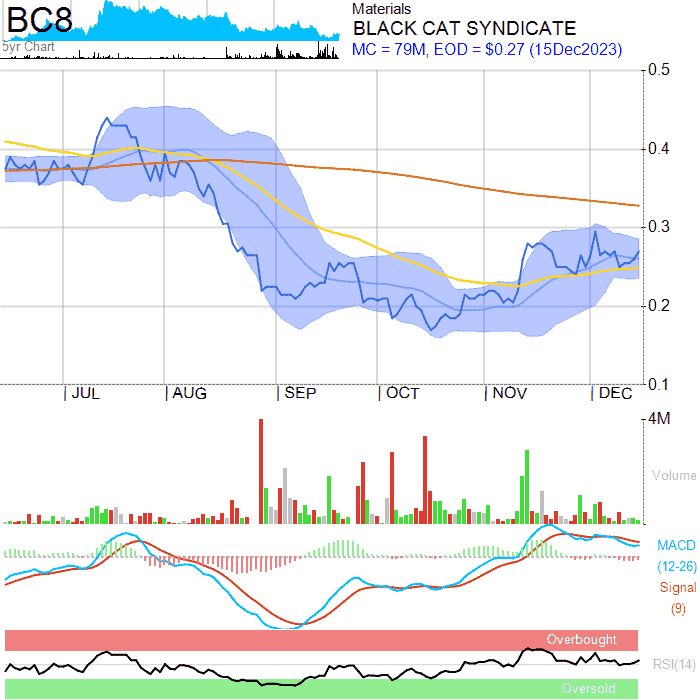 BC8
5yr Chart
Materials
BLACK CAT SYNDICATE
MC = 79M, EOD = $0.27 (15Dec2023)
0.5
0.4
0.3
0.2
0.1
JUL AUG SEP OCT NOV DEC
4M
Volume
MACD
(12-26)
Signal
(9)
Overbought
RSI(14)
Oversold